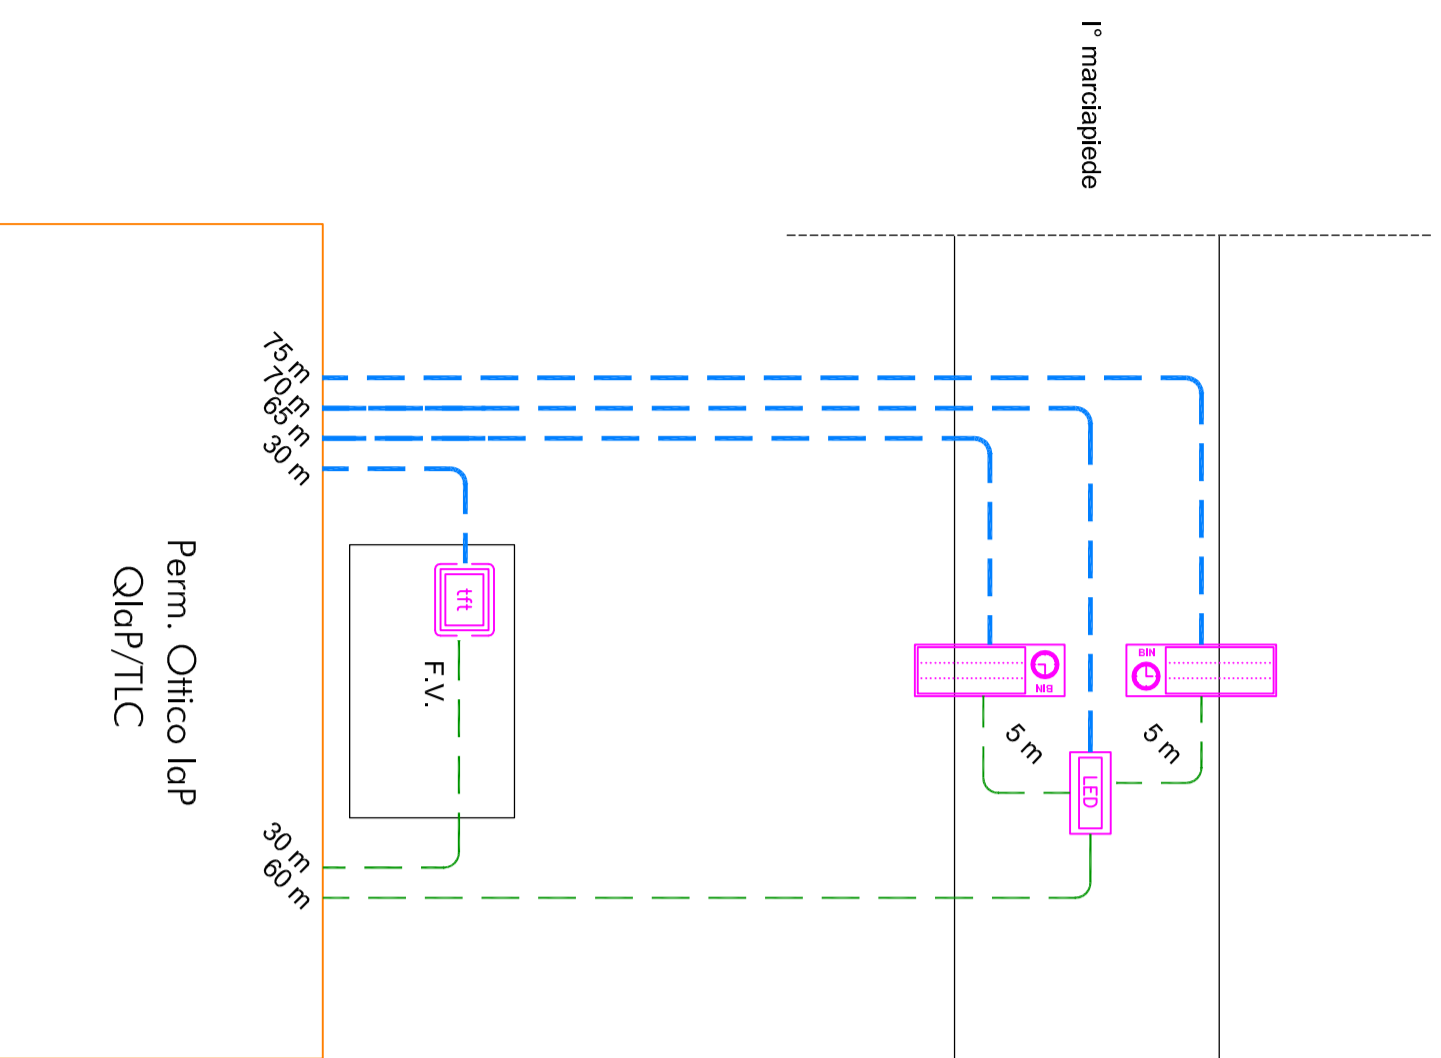 I° marciapiede
75 m
70 m
65 m
30 m
tft
F.V.
BIN
BIN
5 m
5 m
LED
Perm. Ottico IaP
QIaP/TLC
30 m
60 m